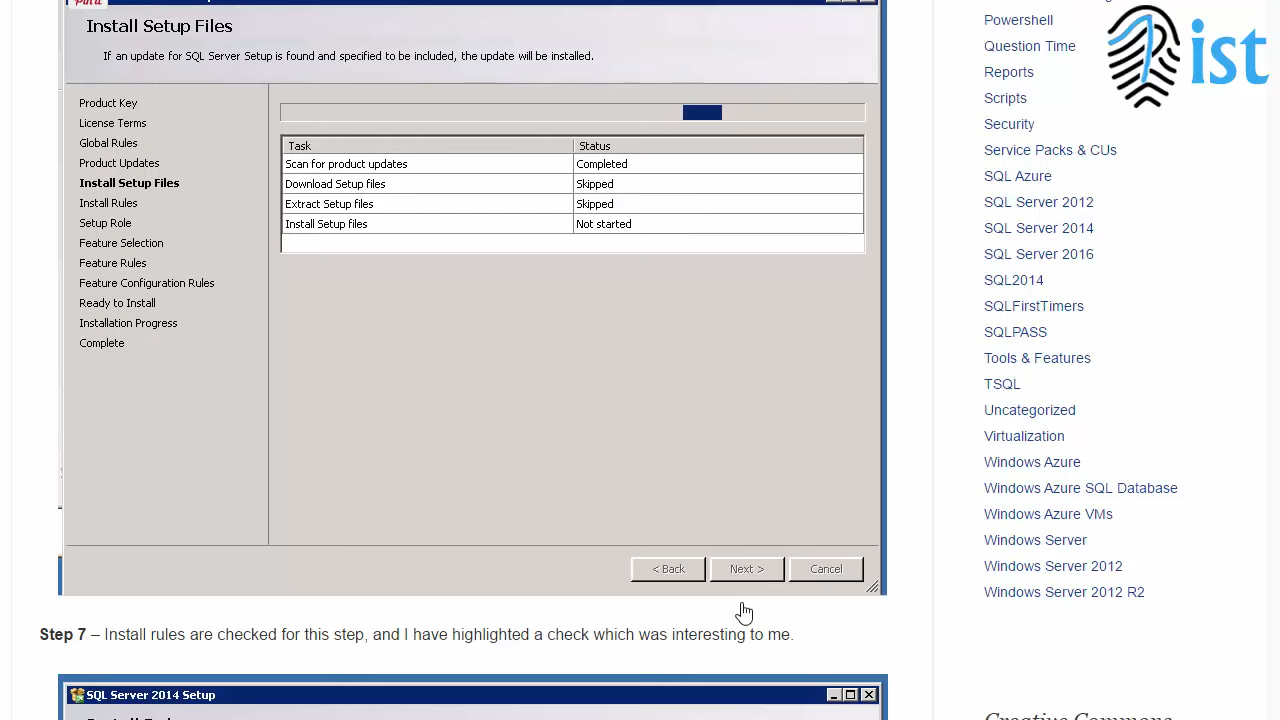 Pin it
Install Setup Files
If an update for SQL Server Setup is found and specified to be included, the update will be installed.
Product Key
License Terms
Global Rules
Product Updates
Install Setup Files
Install Rules
Setup Role
Feature Selection
Feature Rules
Feature Configuration Rules
Ready to Install
Installation Progress
Complete
Task Status
Scan for product updates Completed
Download Setup files Skipped
Extract Setup files Skipped
Install Setup files Not started
< Back Next > Cancel
Step 7 – Install rules are checked for this step, and I have highlighted a check which was interesting to me.
SQL Server 2014 Setup
Powershell
Question Time
Reports
Scripts
Security
Service Packs & CUs
SQL Azure
SQL Server 2012
SQL Server 2014
SQL Server 2016
SQL2014
SQLFirstTimers
SQLPASS
Tools & Features
TSQL
Uncategorized
Virtualization
Windows Azure
Windows Azure SQL Database
Windows Azure VMs
Windows Server
Windows Server 2012
Windows Server 2012 R2
Creative Commons
ist